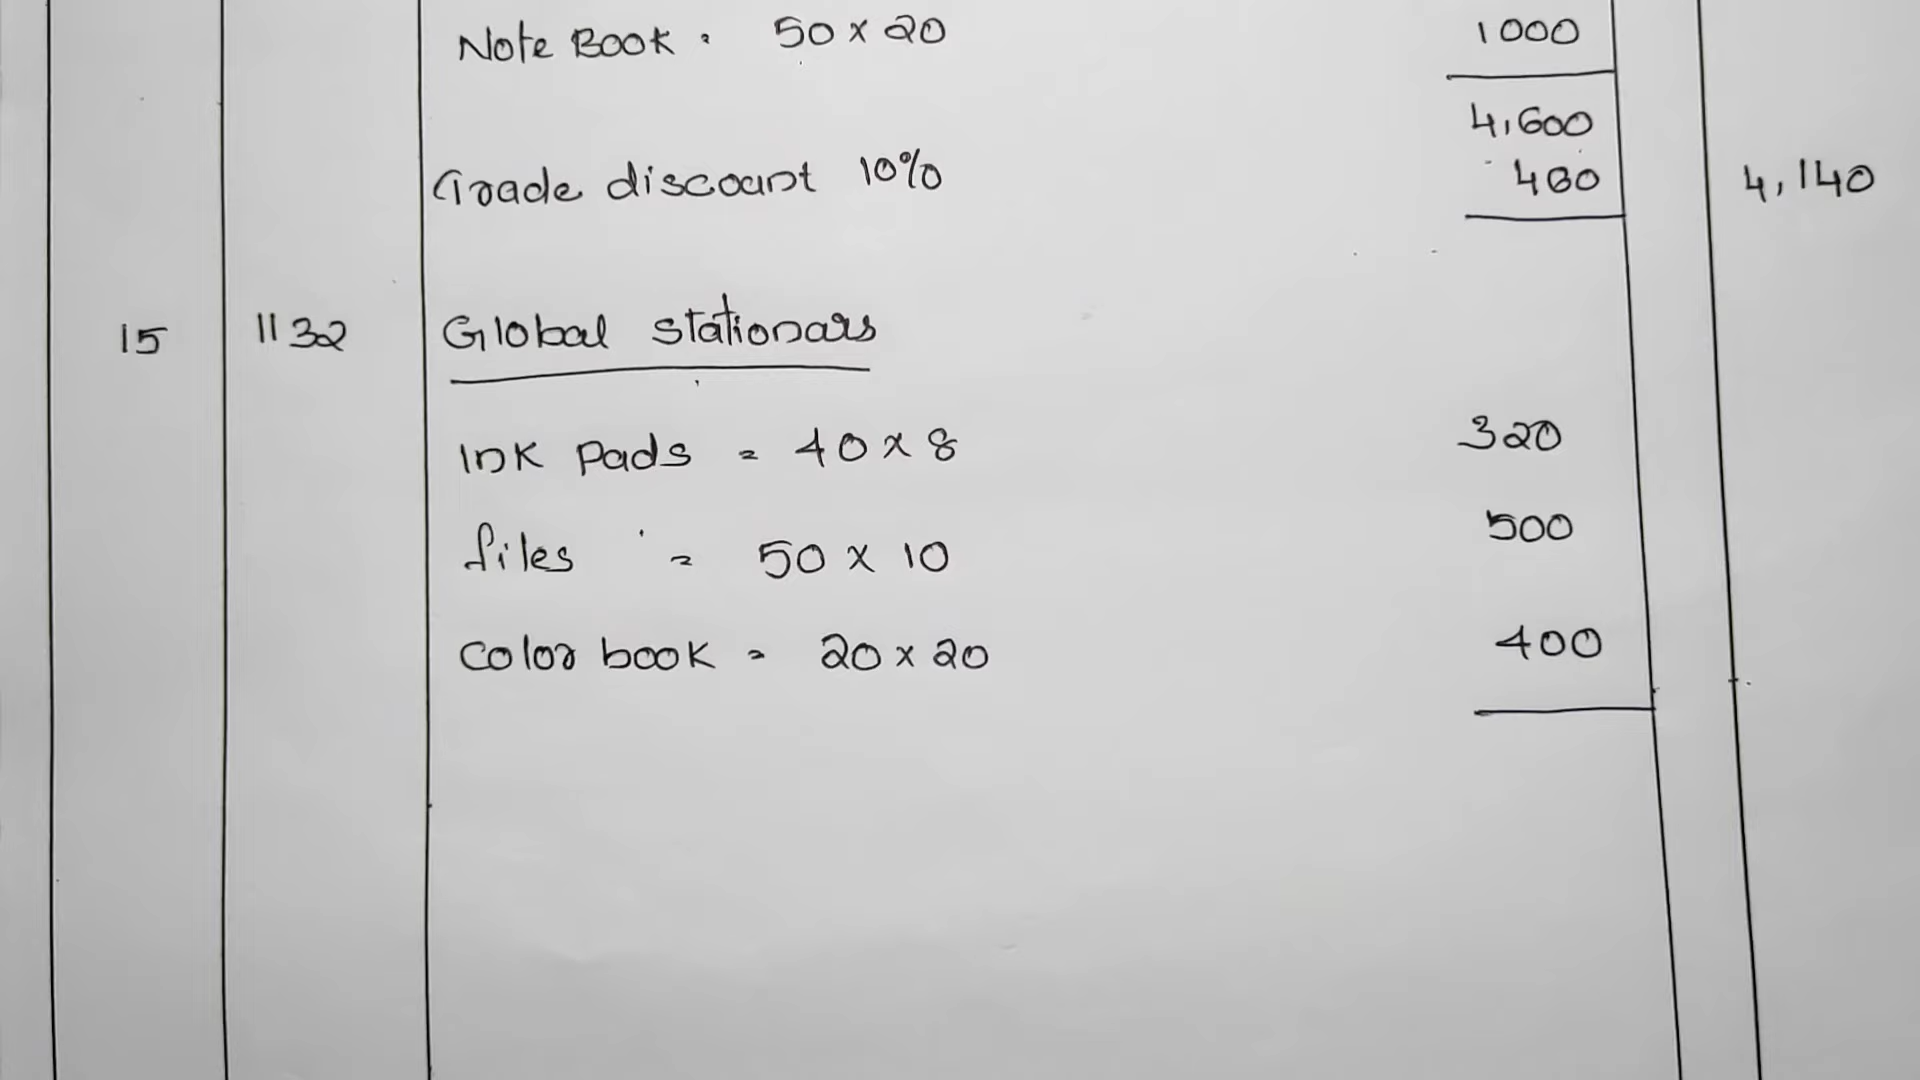 Note Book = 50 x 20 1000
4,600
Trade discount 10% 460 4,140
15 1132 Global stationars
Ink Pads = 40 x 8 320
files = 50 x 10 500
color book = 20 x 20 400